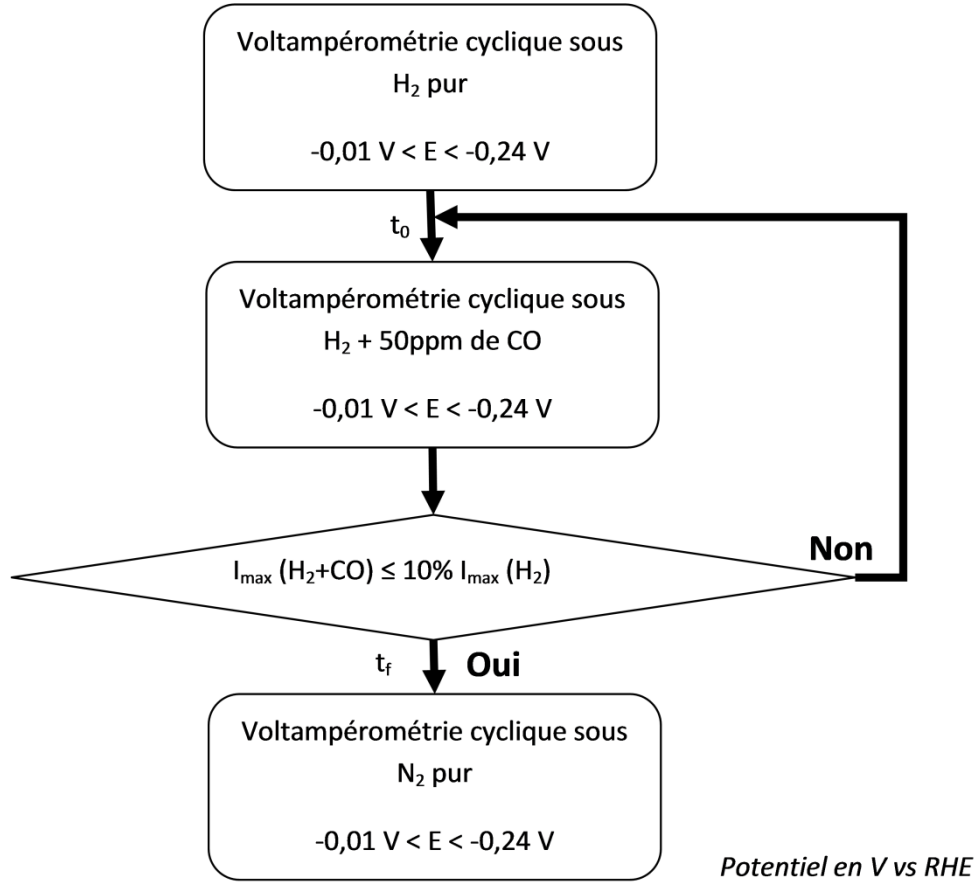 Voltampérométrie cyclique sous
H₂ pur
-0,01 V < E < -0,24 V
t₀
Voltampérométrie cyclique sous
H₂ + 50ppm de CO
-0,01 V < E < -0,24 V
Non
Iₘₐₓ (H₂+CO) ≤ 10% Iₘₐₓ (H₂)
t_f Oui
Voltampérométrie cyclique sous
N₂ pur
-0,01 V < E < -0,24 V
Potentiel en V vs RHE